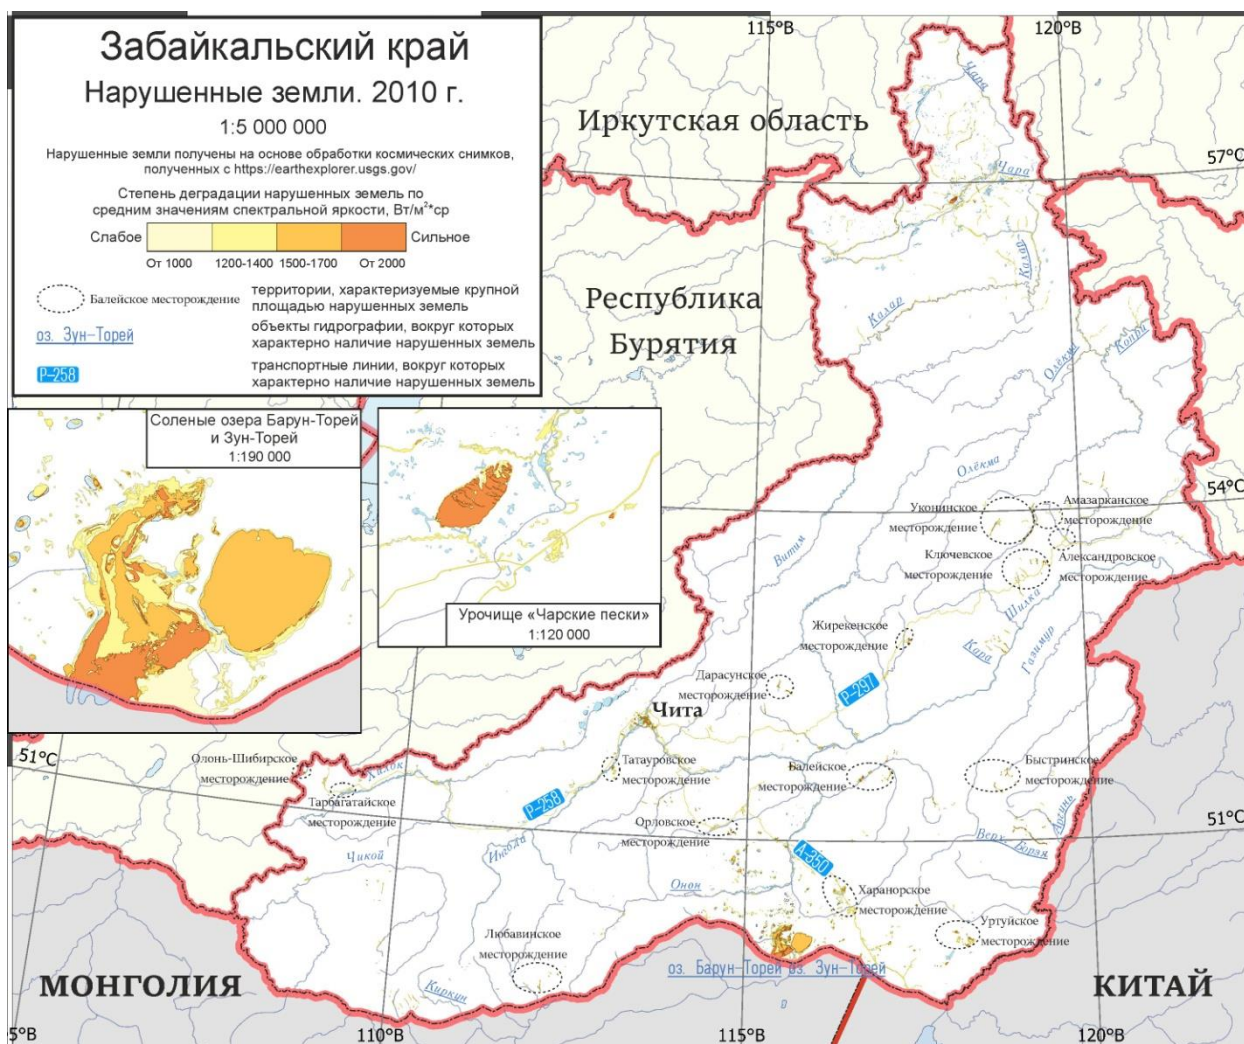 Забайкальский край
Нарушенные земли. 2010 г.
1:5 000 000
Нарушенные земли получены на основе обработки космических снимков,
полученных с https://earthexplorer.usgs.gov/
Степень деградации нарушенных земель по
средним значениям спектральной яркости, Вт/м²*ср
Слабое
Сильное
От 1000 1200-1400 1500-1700 От 2000
Балейское месторождение
территории, характеризуемые крупной
площадью нарушенных земель
оз. Зун-Торей
объекты гидрографии, вокруг которых
характерно наличие нарушенных земель
Р-258
транспортные линии, вокруг которых
характерно наличие нарушенных земель
Соленые озера Барун-Торей
и Зун-Торей
1:190 000
Урочище «Чарские пески»
1:120 000
115°В
120°В
Иркутская область
57°С
Чара
Чара
Республика
Бурятия
Калар
Калар
Олёкма
Копри
Олёкма
54°С
Витим
Уконинское
месторождение
Амазарканское
месторождение
Ключевское
месторождение
Александровское
месторождение
Шилка
Жирекенское
месторождение
Кара
Газимур
Дарасунское
месторождение
Р-297
Чита
51°С
Олонь-Шибирское
месторождение
Хилок
Татауровское
месторождение
Балейское
месторождение
Быстринское
месторождение
Тарбагатайское
месторождение
Р-258
Орловское
месторождение
51°С
Аргунь
Верх. Борзя
Ингода
Чикой
А-350
Онон
Харанорское
месторождение
Уртуйское
месторождение
Любавинское
месторождение
оз. Барун-Торей
оз. Зун-Торей
Киркун
МОНГОЛИЯ
КИТАЙ
5°В
110°В
115°В
120°В